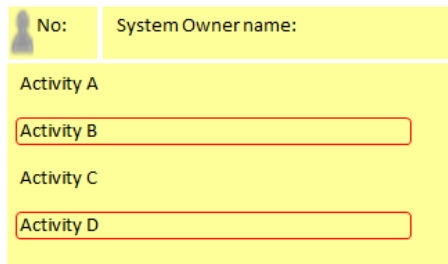 No: System Owner name:
Activity A
Activity B
Activity C
Activity D